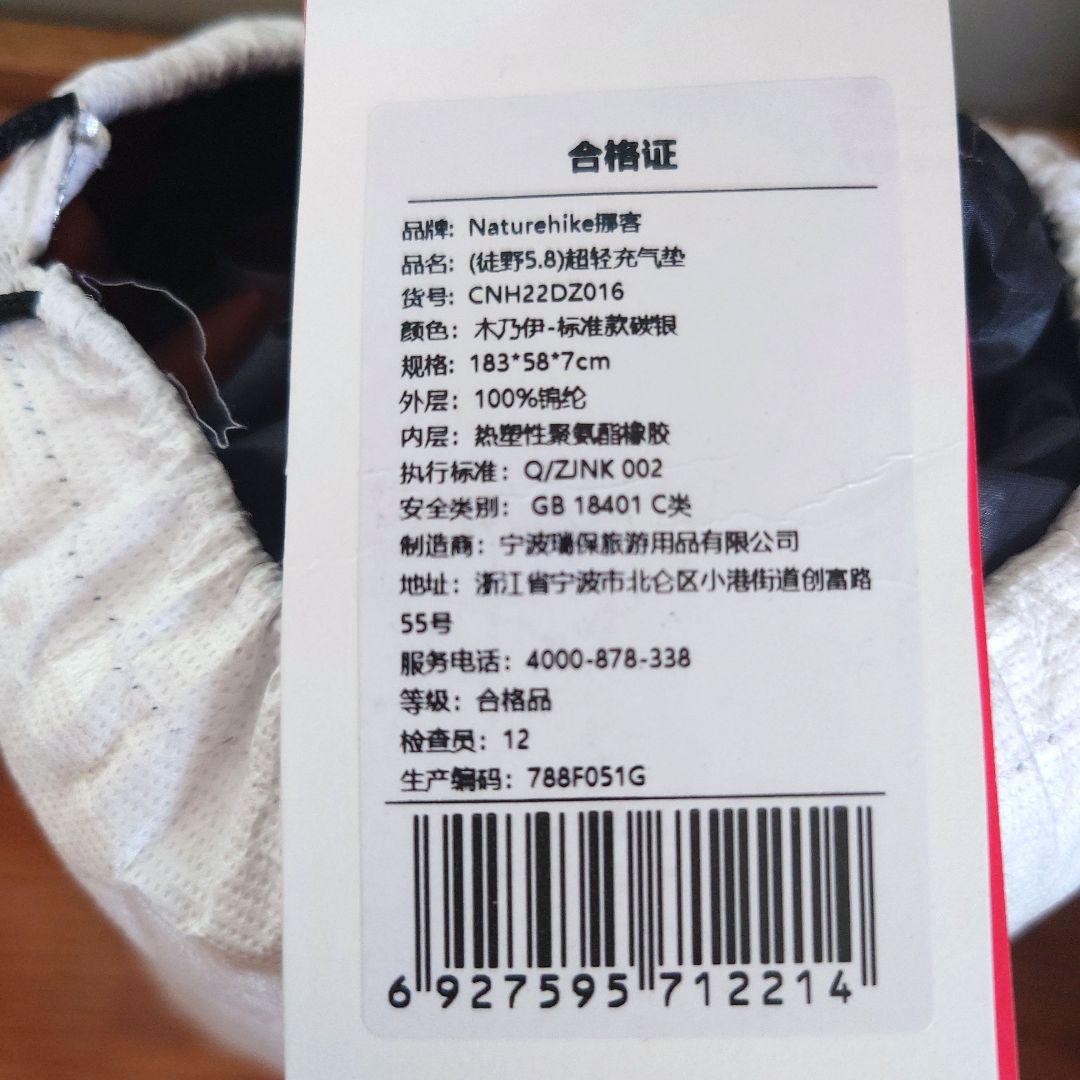 合格证
品牌: Naturehike挪客
品名: (徒野5.8)超轻充气垫
货号: CNH22DZ016
颜色: 木乃伊-标准款碳银
规格: 183*58*7cm
外层: 100%锦纶
内层: 热塑性聚氨酯橡胶
执行标准: Q/ZJNK 002
安全类别: GB 18401 C类
制造商: 宁波瑞保旅游用品有限公司
地址: 浙江省宁波市北仑区小港街道创富路
55号
服务电话: 4000-878-338
等级: 合格品
检查员: 12
生产编码: 788F051G
6 927595 712214